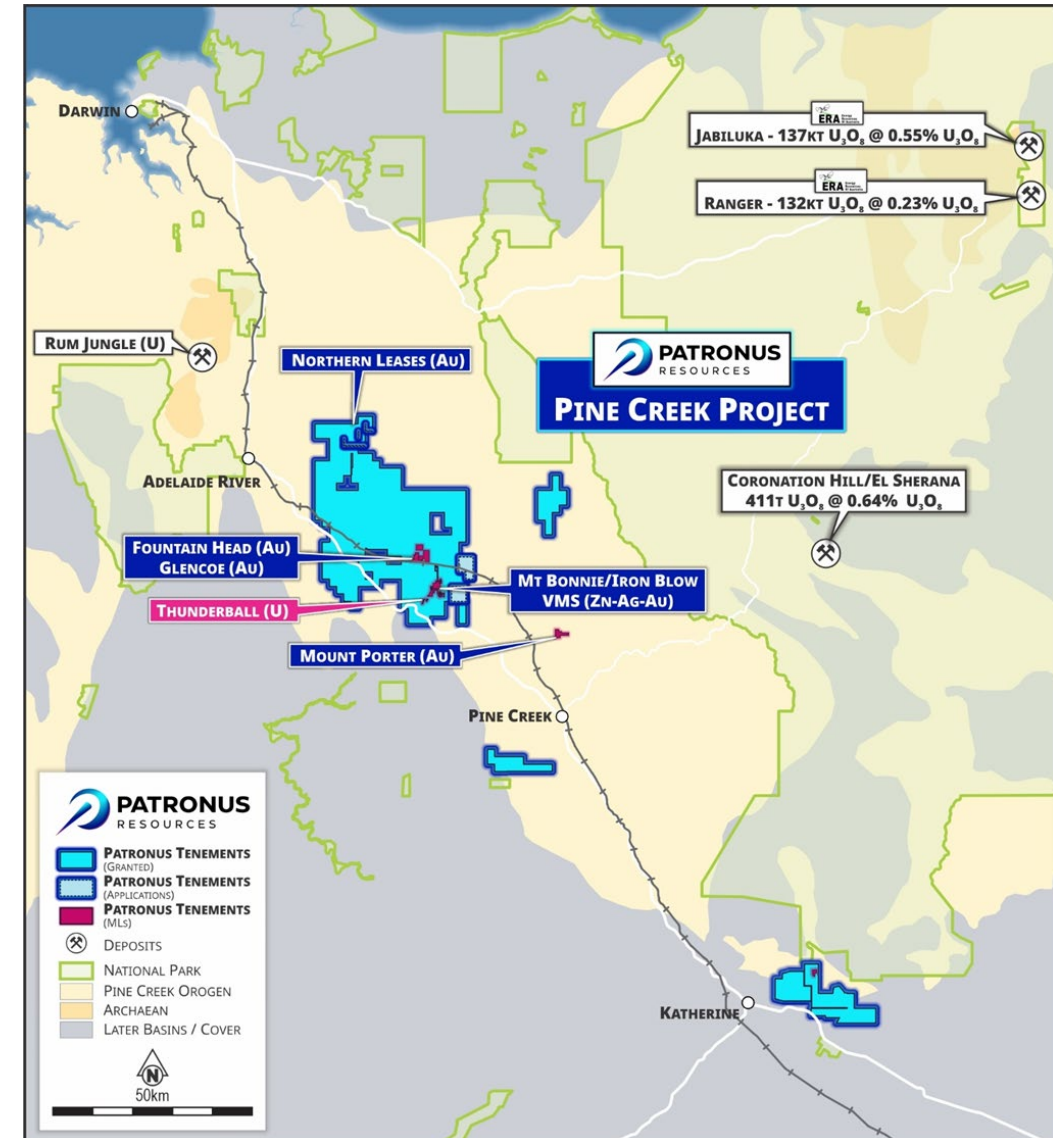 DARWIN
ERA
JABILUKA - 137KT U₃O₈ @ 0.55% U₃O₈
ERA
RANGER - 132KT U₃O₈ @ 0.23% U₃O₈
RUM JUNGLE (U)
NORTHERN LEASES (AU)
PATRONUS
RESOURCES
PINE CREEK PROJECT
ADELAIDE RIVER
CORONATION HILL/EL SHERANA
411T U₃O₈ @ 0.64% U₃O₈
FOUNTAIN HEAD (AU)
GLENCOE (AU)
MT BONNIE/IRON BLOW
VMS (ZN-AG-AU)
THUNDERBALL (U)
MOUNT PORTER (AU)
PINE CREEK
KATHERINE
PATRONUS
RESOURCES
PATRONUS TENEMENTS
(GRANTED)
PATRONUS TENEMENTS
(APPLICATIONS)
PATRONUS TENEMENTS
(MLS)
DEPOSITS
NATIONAL PARK
PINE CREEK OROGEN
ARCHAEAN
LATER BASINS / COVER
N
50km